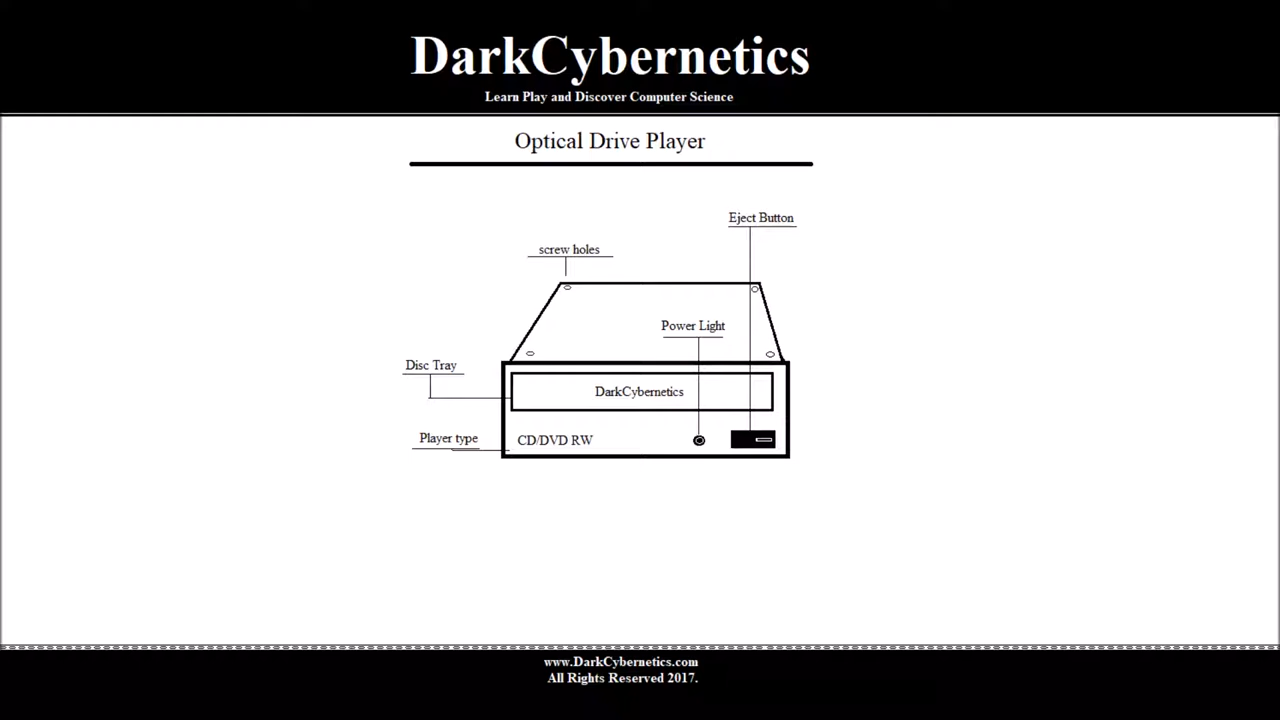 DarkCybernetics
Learn Play and Discover Computer Science
Optical Drive Player
Eject Button
screw holes
Power Light
Disc Tray
DarkCybernetics
Player type
CD/DVD RW
www.DarkCybernetics.com
All Rights Reserved 2017.